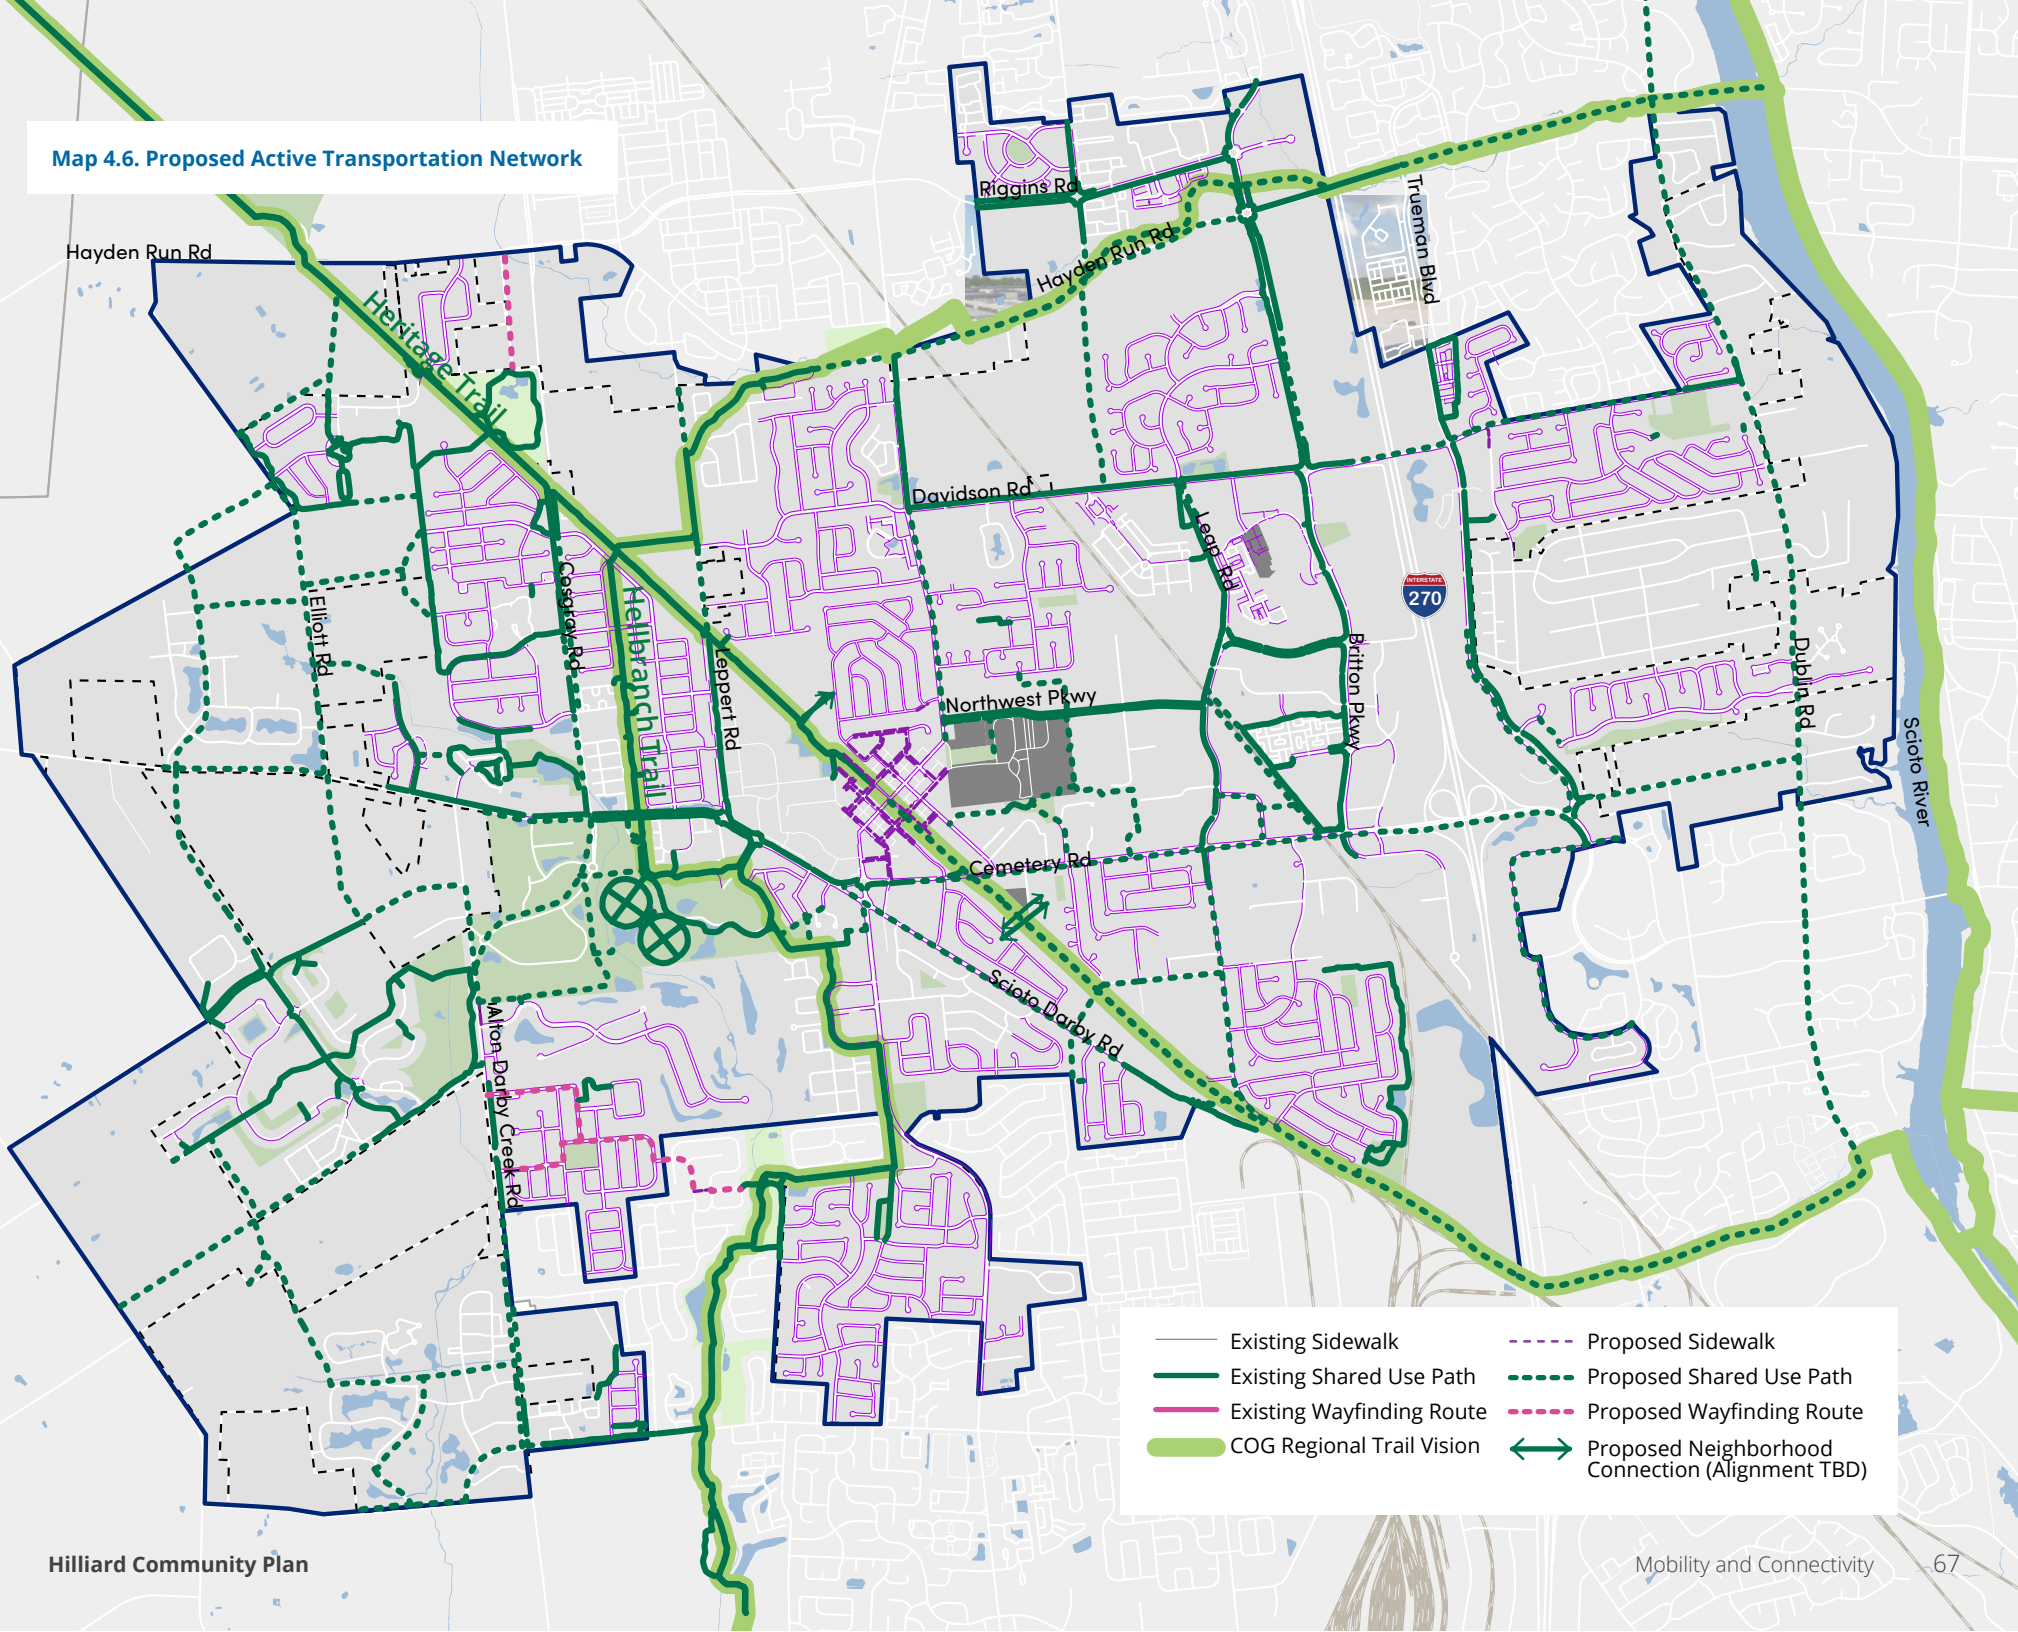 Map 4.6. Proposed Active Transportation Network
Hayden Run Rd
Heritage Trail
Riggins Rd
Hayden Run Rd
Trueman Blvd
Davidson Rd
Leap Rd
INTERSTATE
270
Cosgray Rd
Elliott Rd
Heilbranch Trail
Leppert Rd
Northwest Pkwy
Britton Pkwy
Dublin Rd
Scioto River
Cemetery Rd
Scioto Darby Rd
Alton Darby Creek Rd
Existing Sidewalk
Existing Shared Use Path
Existing Wayfinding Route
COG Regional Trail Vision
Proposed Sidewalk
Proposed Shared Use Path
Proposed Wayfinding Route
Proposed Neighborhood
Connection (Alignment TBD)
Hilliard Community Plan
Mobility and Connectivity 67